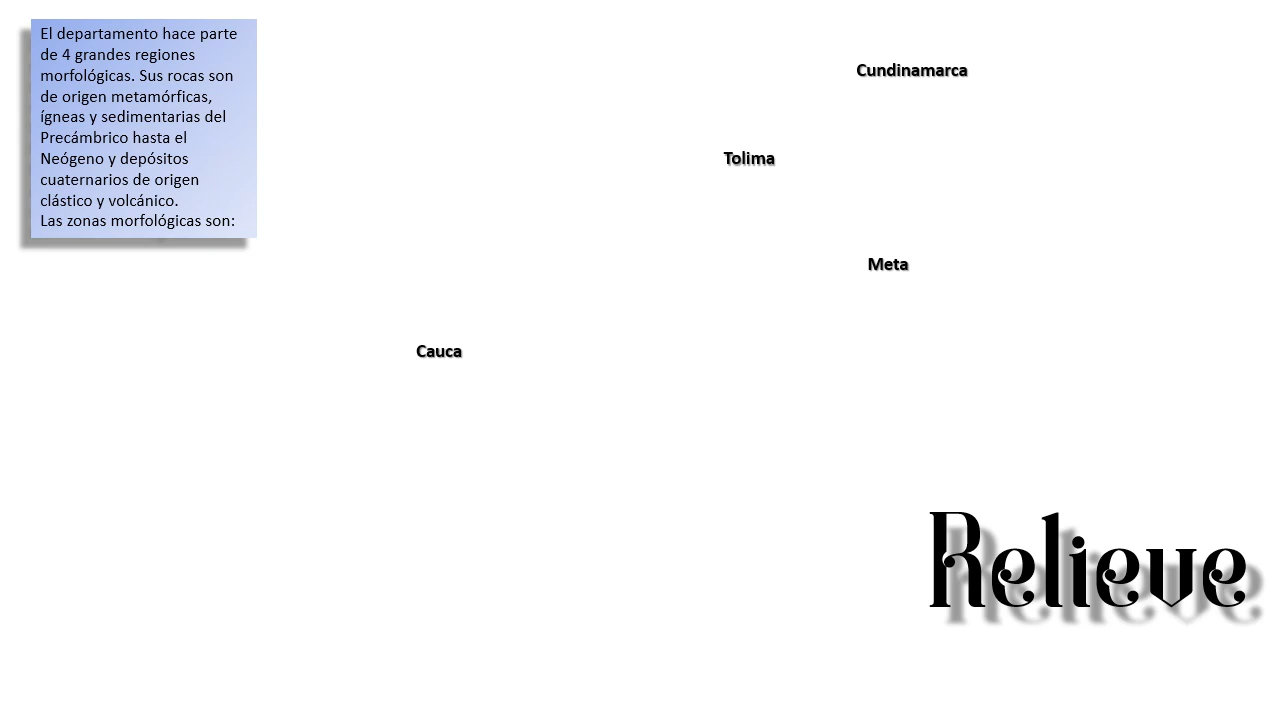 El departamento hace parte
de 4 grandes regiones
morfológicas. Sus rocas son
de origen metamórficas,
ígneas y sedimentarias del
Precámbrico hasta el
Neógeno y depósitos
cuaternarios de origen
clástico y volcánico.
Las zonas morfológicas son:
Cundinamarca
Tolima
Meta
Cauca
Relieve